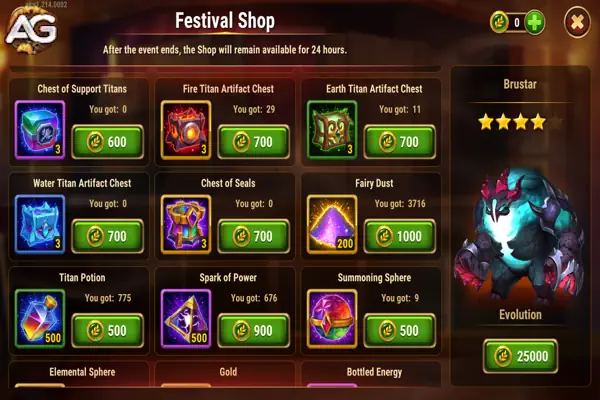 AG
Festival Shop
0
After the event ends, the Shop will remain available for 24 hours.
Chest of Support Titans
You got: 0
3
600
Fire Titan Artifact Chest
You got: 29
3
700
Earth Titan Artifact Chest
You got: 11
3
700
Water Titan Artifact Chest
You got: 0
3
700
Chest of Seals
You got: 0
3
700
Fairy Dust
You got: 3716
200
1000
Titan Potion
You got: 775
500
500
Spark of Power
You got: 676
500
900
Summoning Sphere
You got: 9
500
Elemental Sphere
Gold
Bottled Energy
Brustar
Evolution
25000